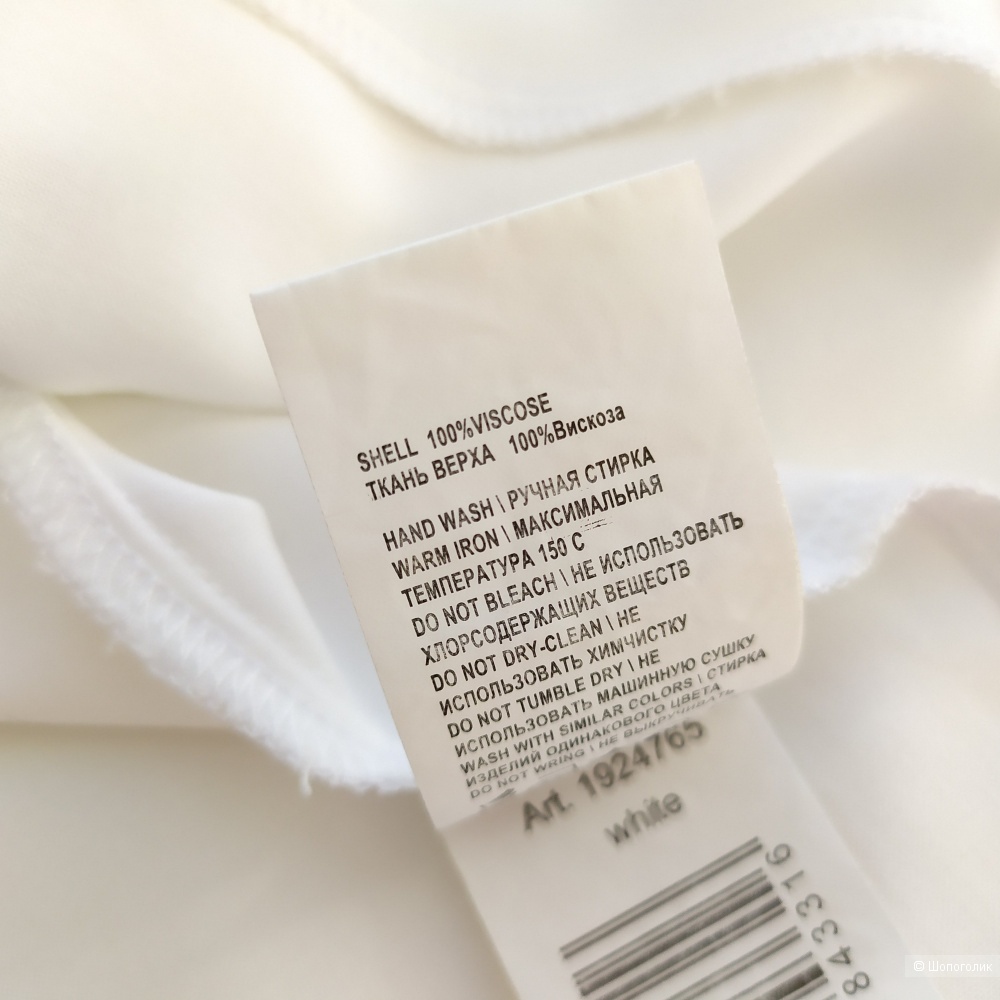 SHELL 100%VISCOSE
ТКАНЬ ВЕРХА 100%Вискоза
HAND WASH \ РУЧНАЯ СТИРКА
WARM IRON \ МАКСИМАЛЬНАЯ
ТЕМПЕРАТУРА 150 С
DO NOT BLEACH \ НЕ ИСПОЛЬЗОВАТЬ
ХЛОРСОДЕРЖАЩИХ ВЕЩЕСТВ
DO NOT DRY-CLEAN \ НЕ
ИСПОЛЬЗОВАТЬ ХИМЧИСТКУ
DO NOT TUMBLE DRY \ НЕ
ИСПОЛЬЗОВАТЬ МАШИННУЮ СУШКУ
WASH WITH SIMILAR COLORS \ СТИРКА
ИЗДЕЛИЙ ОДИНАКОВОГО ЦВЕТА
DO NOT WRING \ НЕ ВЫКРУЧИВАТЬ
Art. 1924765
white
843316
© Шопоголик